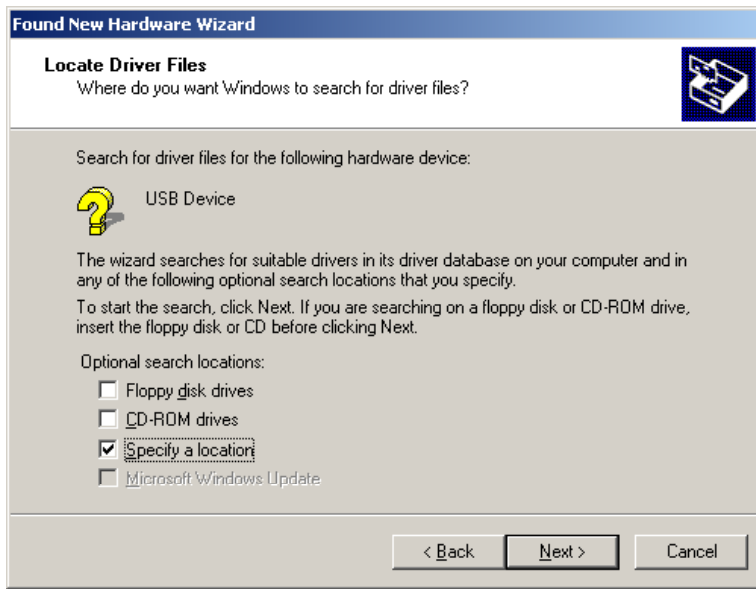 Found New Hardware Wizard
Locate Driver Files
Where do you want Windows to search for driver files?
Search for driver files for the following hardware device:
USB Device
The wizard searches for suitable drivers in its driver database on your computer and in
any of the following optional search locations that you specify.
To start the search, click Next. If you are searching on a floppy disk or CD-ROM drive,
insert the floppy disk or CD before clicking Next.
Optional search locations:
Floppy disk drives
CD-ROM drives
Specify a location
Microsoft Windows Update
< Back
Next >
Cancel